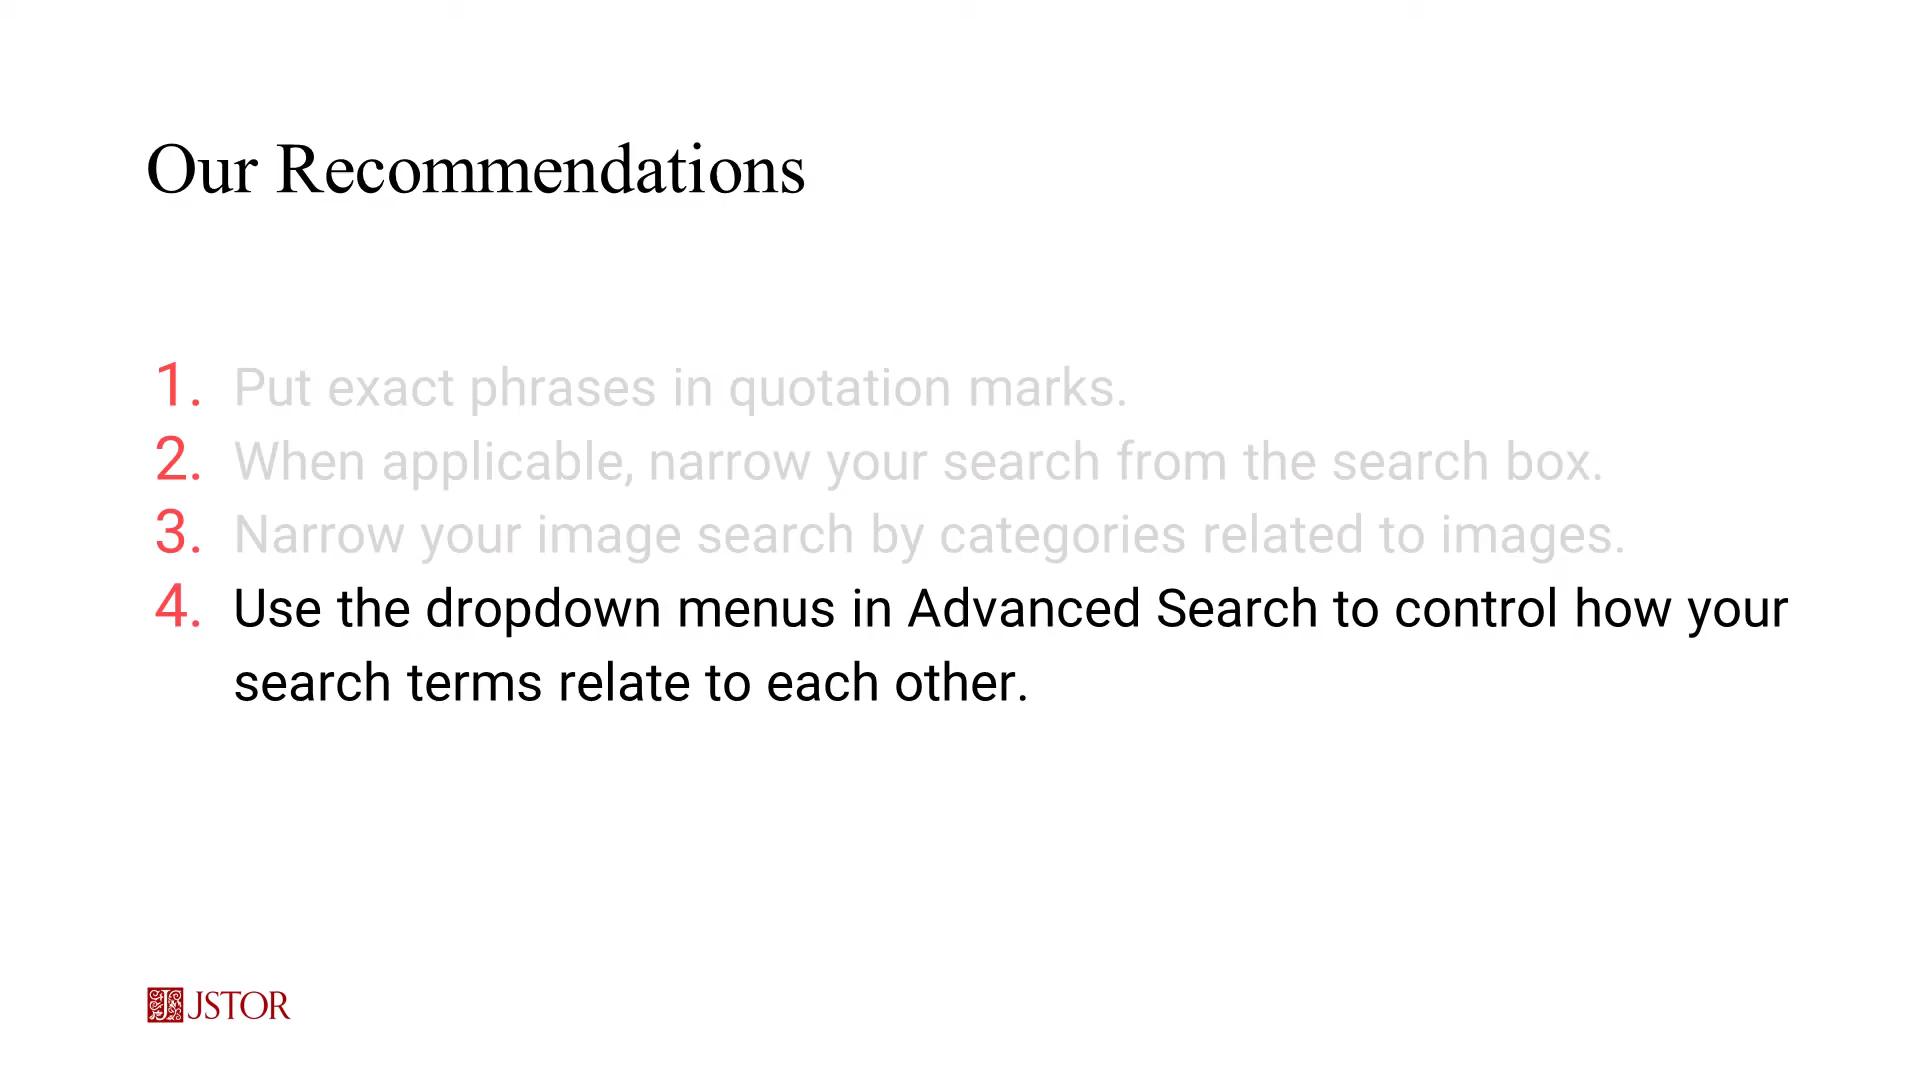 Our Recommendations
1. Put exact phrases in quotation marks.
2. When applicable, narrow your search from the search box.
3. Narrow your image search by categories related to images.
4. Use the dropdown menus in Advanced Search to control how your
search terms relate to each other.
JSTOR